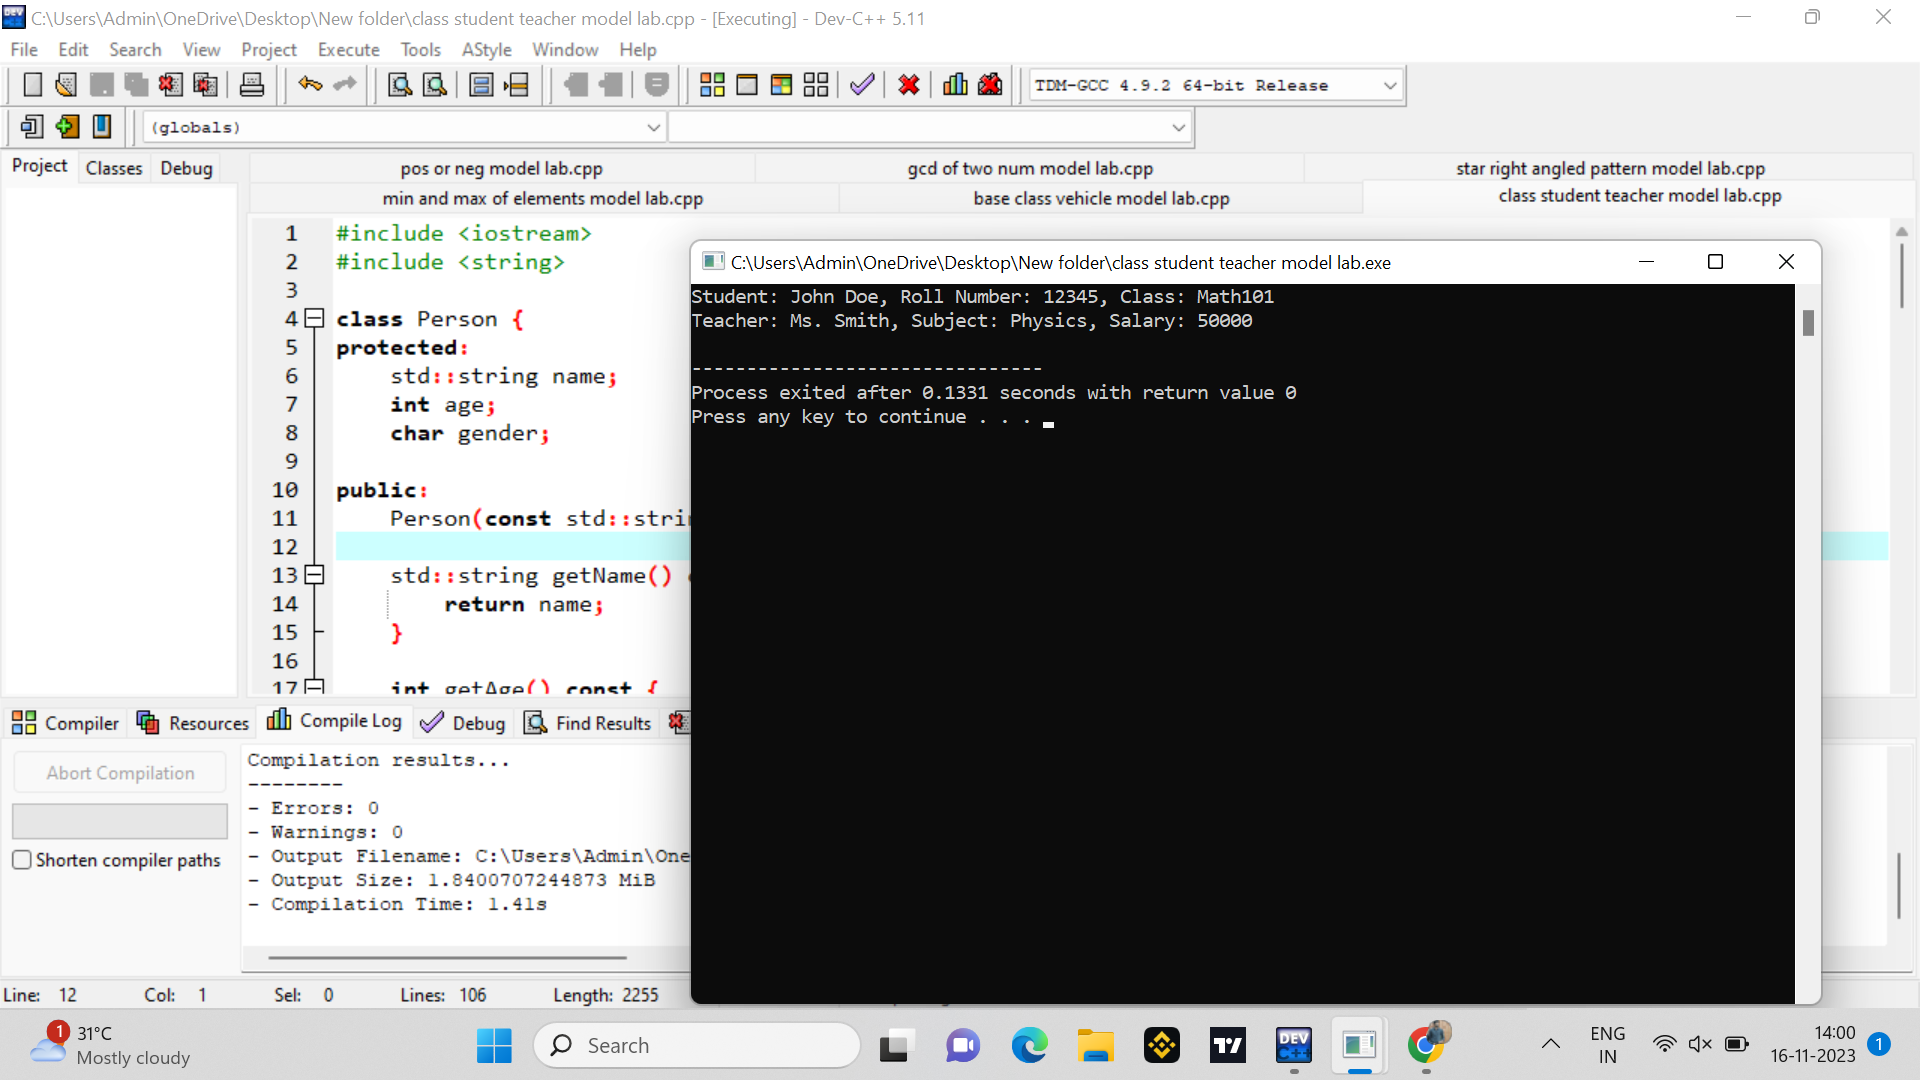 C:\Users\Admin\OneDrive\Desktop\New folder\class student teacher model lab.cpp - [Executing] - Dev-C++ 5.11
File Edit Search View Project Execute Tools AStyle Window Help
TDM-GCC 4.9.2 64-bit Release
(globals)
Project Classes Debug
pos or neg model lab.cpp gcd of two num model lab.cpp star right angled pattern model lab.cpp
min and max of elements model lab.cpp base class vehicle model lab.cpp class student teacher model lab.cpp
1 #include <iostream>
2 #include <string>
3
4 class Person {
5 protected:
6 std::string name;
7 int age;
8 char gender;
9
10 public:
11 Person(const std::strin
12
13 std::string getName()
14 return name;
15 }
16
17 int getAge() const {
C:\Users\Admin\OneDrive\Desktop\New folder\class student teacher model lab.exe
Student: John Doe, Roll Number: 12345, Class: Math101
Teacher: Ms. Smith, Subject: Physics, Salary: 50000
--------------------------------
Process exited after 0.1331 seconds with return value 0
Press any key to continue . . .
Compiler Resources Compile Log Debug Find Results
Abort Compilation
Shorten compiler paths
Compilation results...
--------
- Errors: 0
- Warnings: 0
- Output Filename: C:\Users\Admin\One
- Output Size: 1.8400707244873 MiB
- Compilation Time: 1.41s
Line: 12 Col: 1 Sel: 0 Lines: 106 Length: 2255
1
31°C
Mostly cloudy
Search
DEV
C++
ENG
IN
14:00
16-11-2023
1